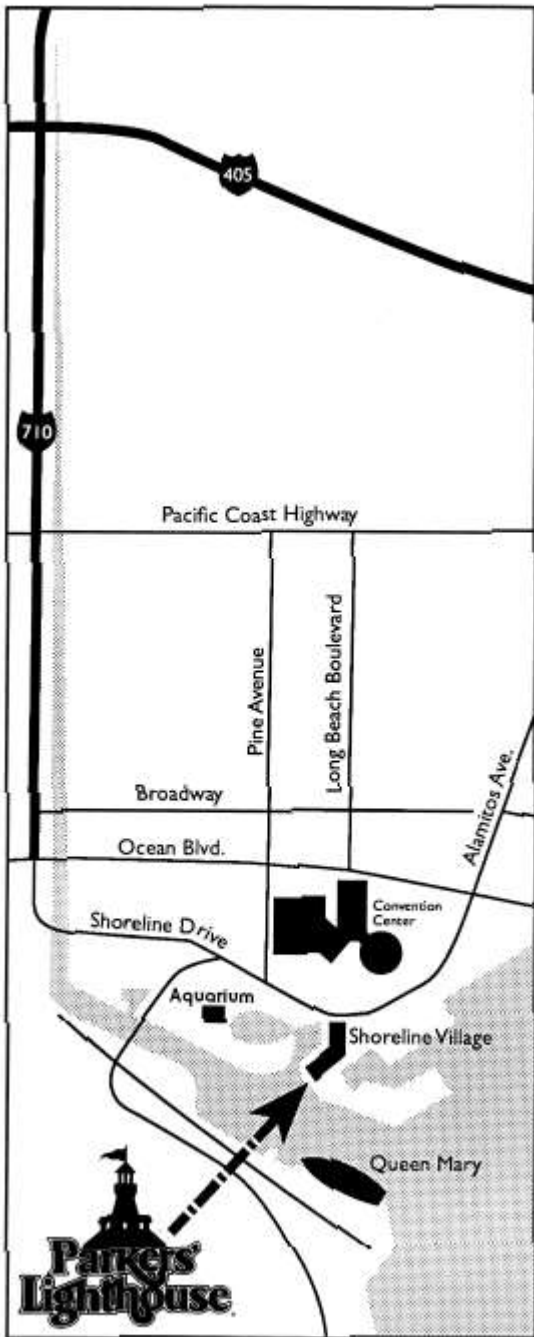 405
710
Pacific Coast Highway
Pine Avenue
Long Beach Boulevard
Broadway
Alamitos Ave.
Ocean Blvd.
Convention
Center
Shoreline Drive
Aquarium
Shoreline Village
Queen Mary
Parkers'
Lighthouse